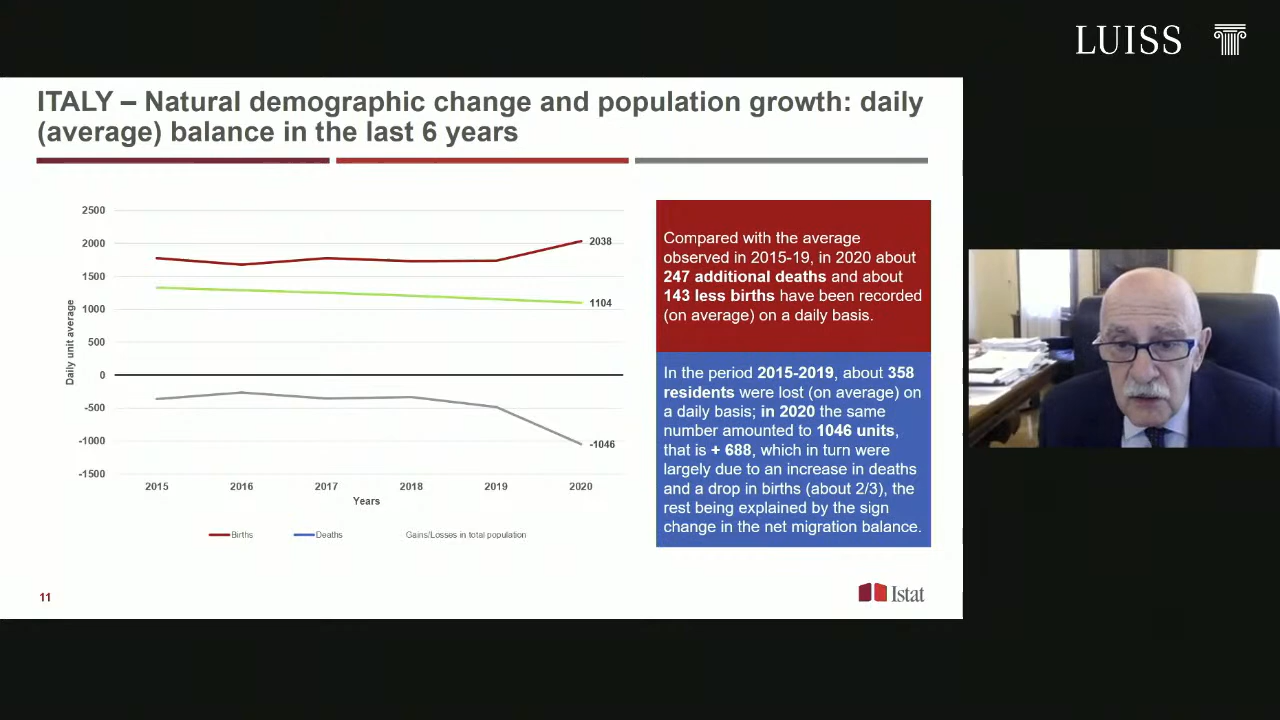 LUISS
ITALY – Natural demographic change and population growth: daily
(average) balance in the last 6 years
2500
2000
1500
1000
500
0
-500
-1000
-1500
Daily unit average
2038
1104
-1046
2015 2016 2017 2018 2019 2020
Years
Births Deaths Gains/Losses in total population
Compared with the average
observed in 2015-19, in 2020 about
247 additional deaths and about
143 less births have been recorded
(on average) on a daily basis.
In the period 2015-2019, about 358
residents were lost (on average) on
a daily basis; in 2020 the same
number amounted to 1046 units,
that is + 688, which in turn were
largely due to an increase in deaths
and a drop in births (about 2/3), the
rest being explained by the sign
change in the net migration balance.
11
Istat